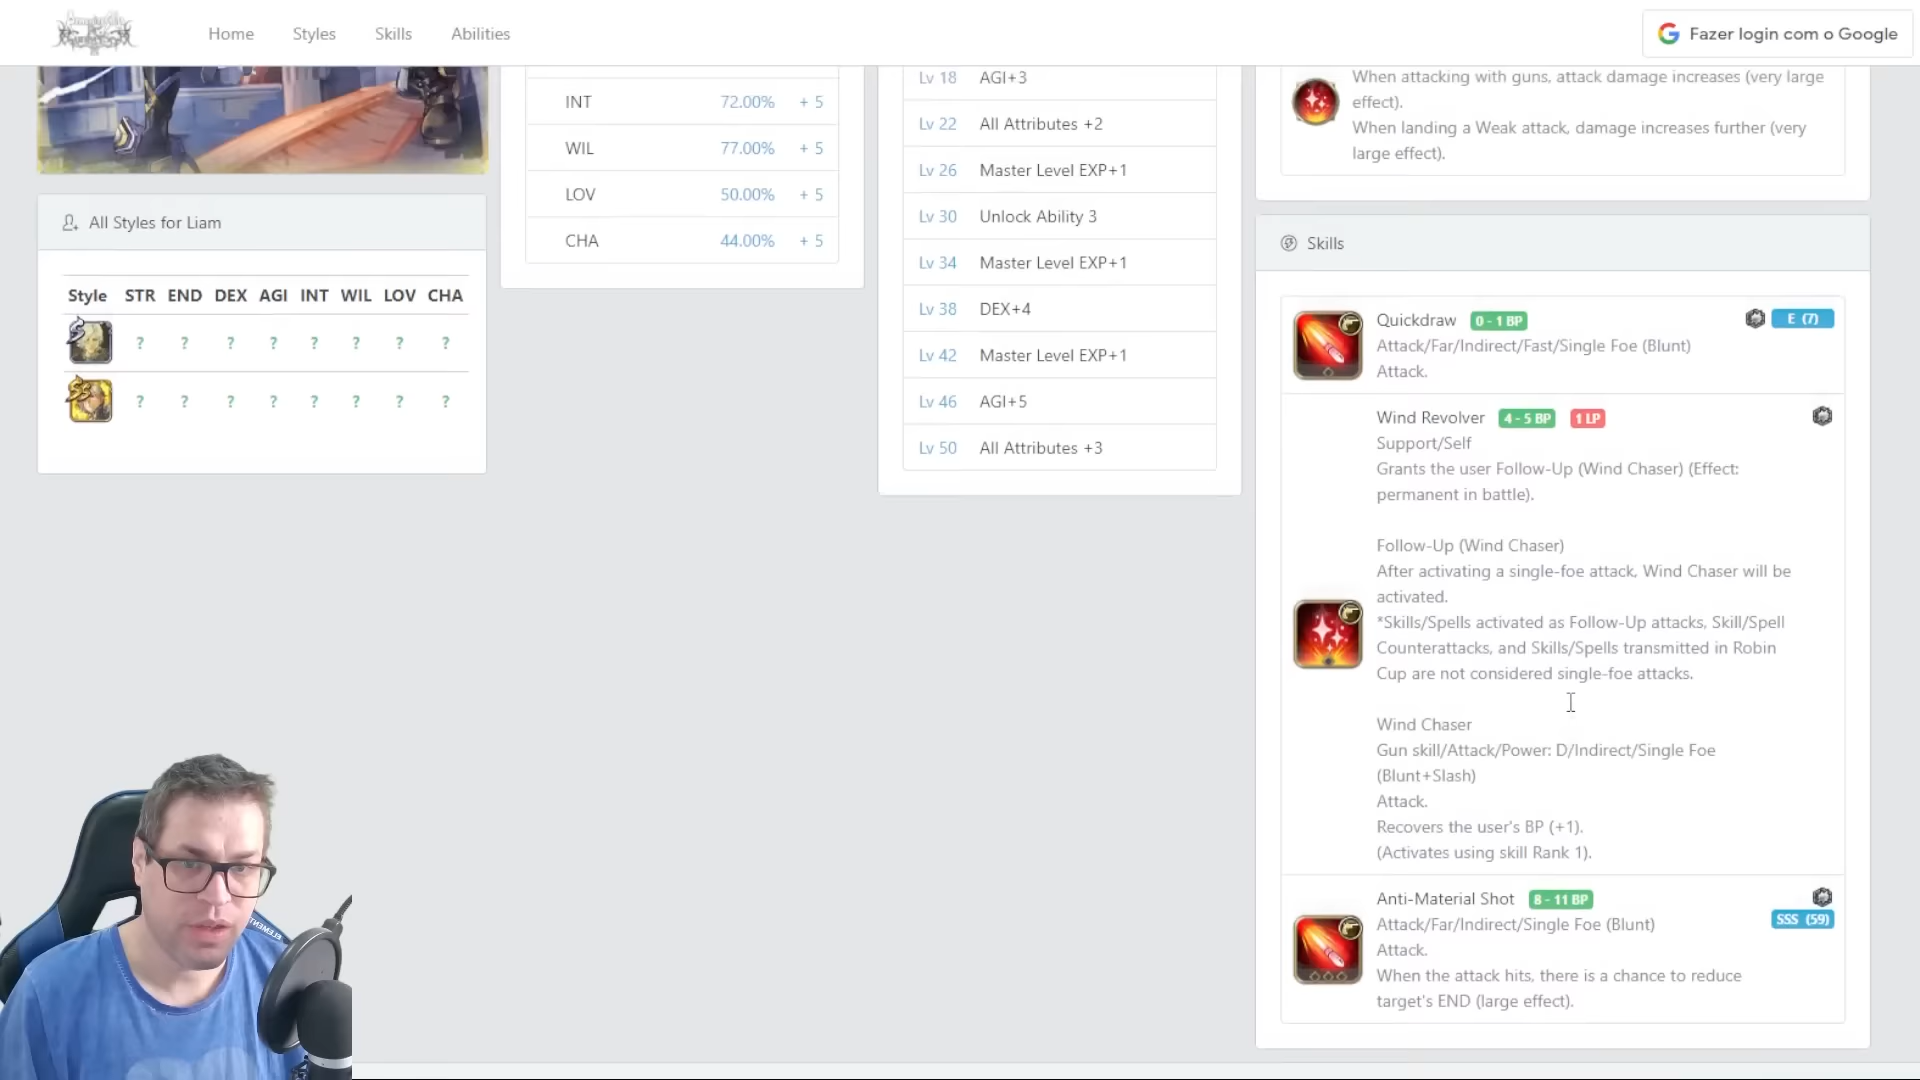 Home Styles Skills Abilities
Fazer login com o Google
INT 72.00% + 5
WIL 77.00% + 5
LOV 50.00% + 5
CHA 44.00% + 5
Lv 18 AGI+3
Lv 22 All Attributes +2
Lv 26 Master Level EXP+1
Lv 30 Unlock Ability 3
Lv 34 Master Level EXP+1
Lv 38 DEX+4
Lv 42 Master Level EXP+1
Lv 46 AGI+5
Lv 50 All Attributes +3
All Styles for Liam
Style STR END DEX AGI INT WIL LOV CHA
S ? ? ? ? ? ? ? ?
SS ? ? ? ? ? ? ? ?
When attacking with guns, attack damage increases (very large
effect).
When landing a Weak attack, damage increases further (very
large effect).
Skills
Quickdraw 0 - 1 BP E (7)
Attack/Far/Indirect/Fast/Single Foe (Blunt)
Attack.
Wind Revolver 4 - 5 BP 1 LP
Support/Self
Grants the user Follow-Up (Wind Chaser) (Effect:
permanent in battle).
Follow-Up (Wind Chaser)
After activating a single-foe attack, Wind Chaser will be
activated.
*Skills/Spells activated as Follow-Up attacks, Skill/Spell
Counterattacks, and Skills/Spells transmitted in Robin
Cup are not considered single-foe attacks.
Wind Chaser
Gun skill/Attack/Power: D/Indirect/Single Foe
(Blunt+Slash)
Attack.
Recovers the user's BP (+1).
(Activates using skill Rank 1).
Anti-Material Shot 8 - 11 BP
SSS (59)
Attack/Far/Indirect/Single Foe (Blunt)
Attack.
When the attack hits, there is a chance to reduce
target's END (large effect).